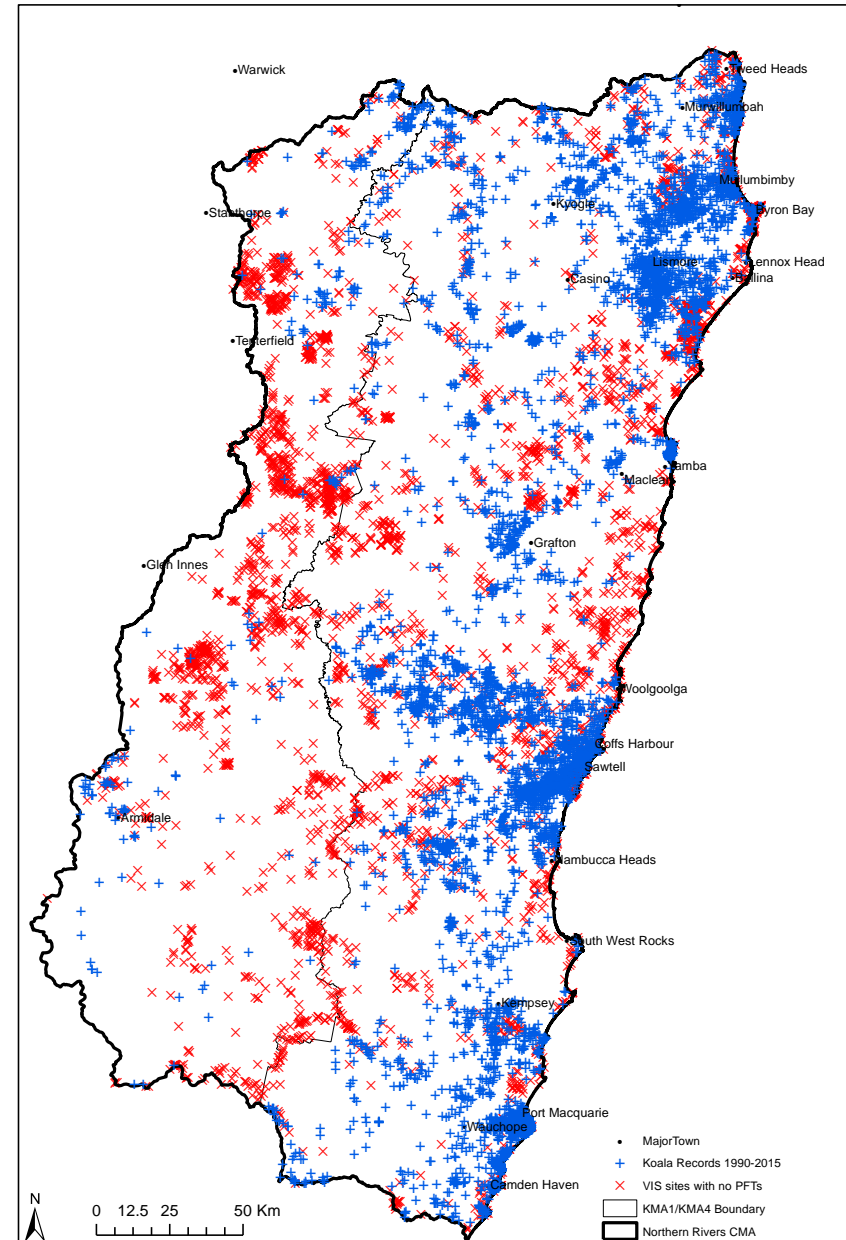 Warwick
Tweed Heads
Murwillumbah
Mullumbimby
Stanthorpe
Kyogle
Byron Bay
Lismore
Lennox Head
Casino
Ballina
Tenterfield
Yamba
Maclean
Grafton
Glen Innes
Woolgoolga
Coffs Harbour
Sawtell
Armidale
Nambucca Heads
South West Rocks
Kempsey
Port Macquarie
Wauchope
Camden Haven
MajorTown
Koala Records 1990-2015
VIS sites with no PFTs
KMA1/KMA4 Boundary
Northern Rivers CMA
N
0 12.5 25 50 Km